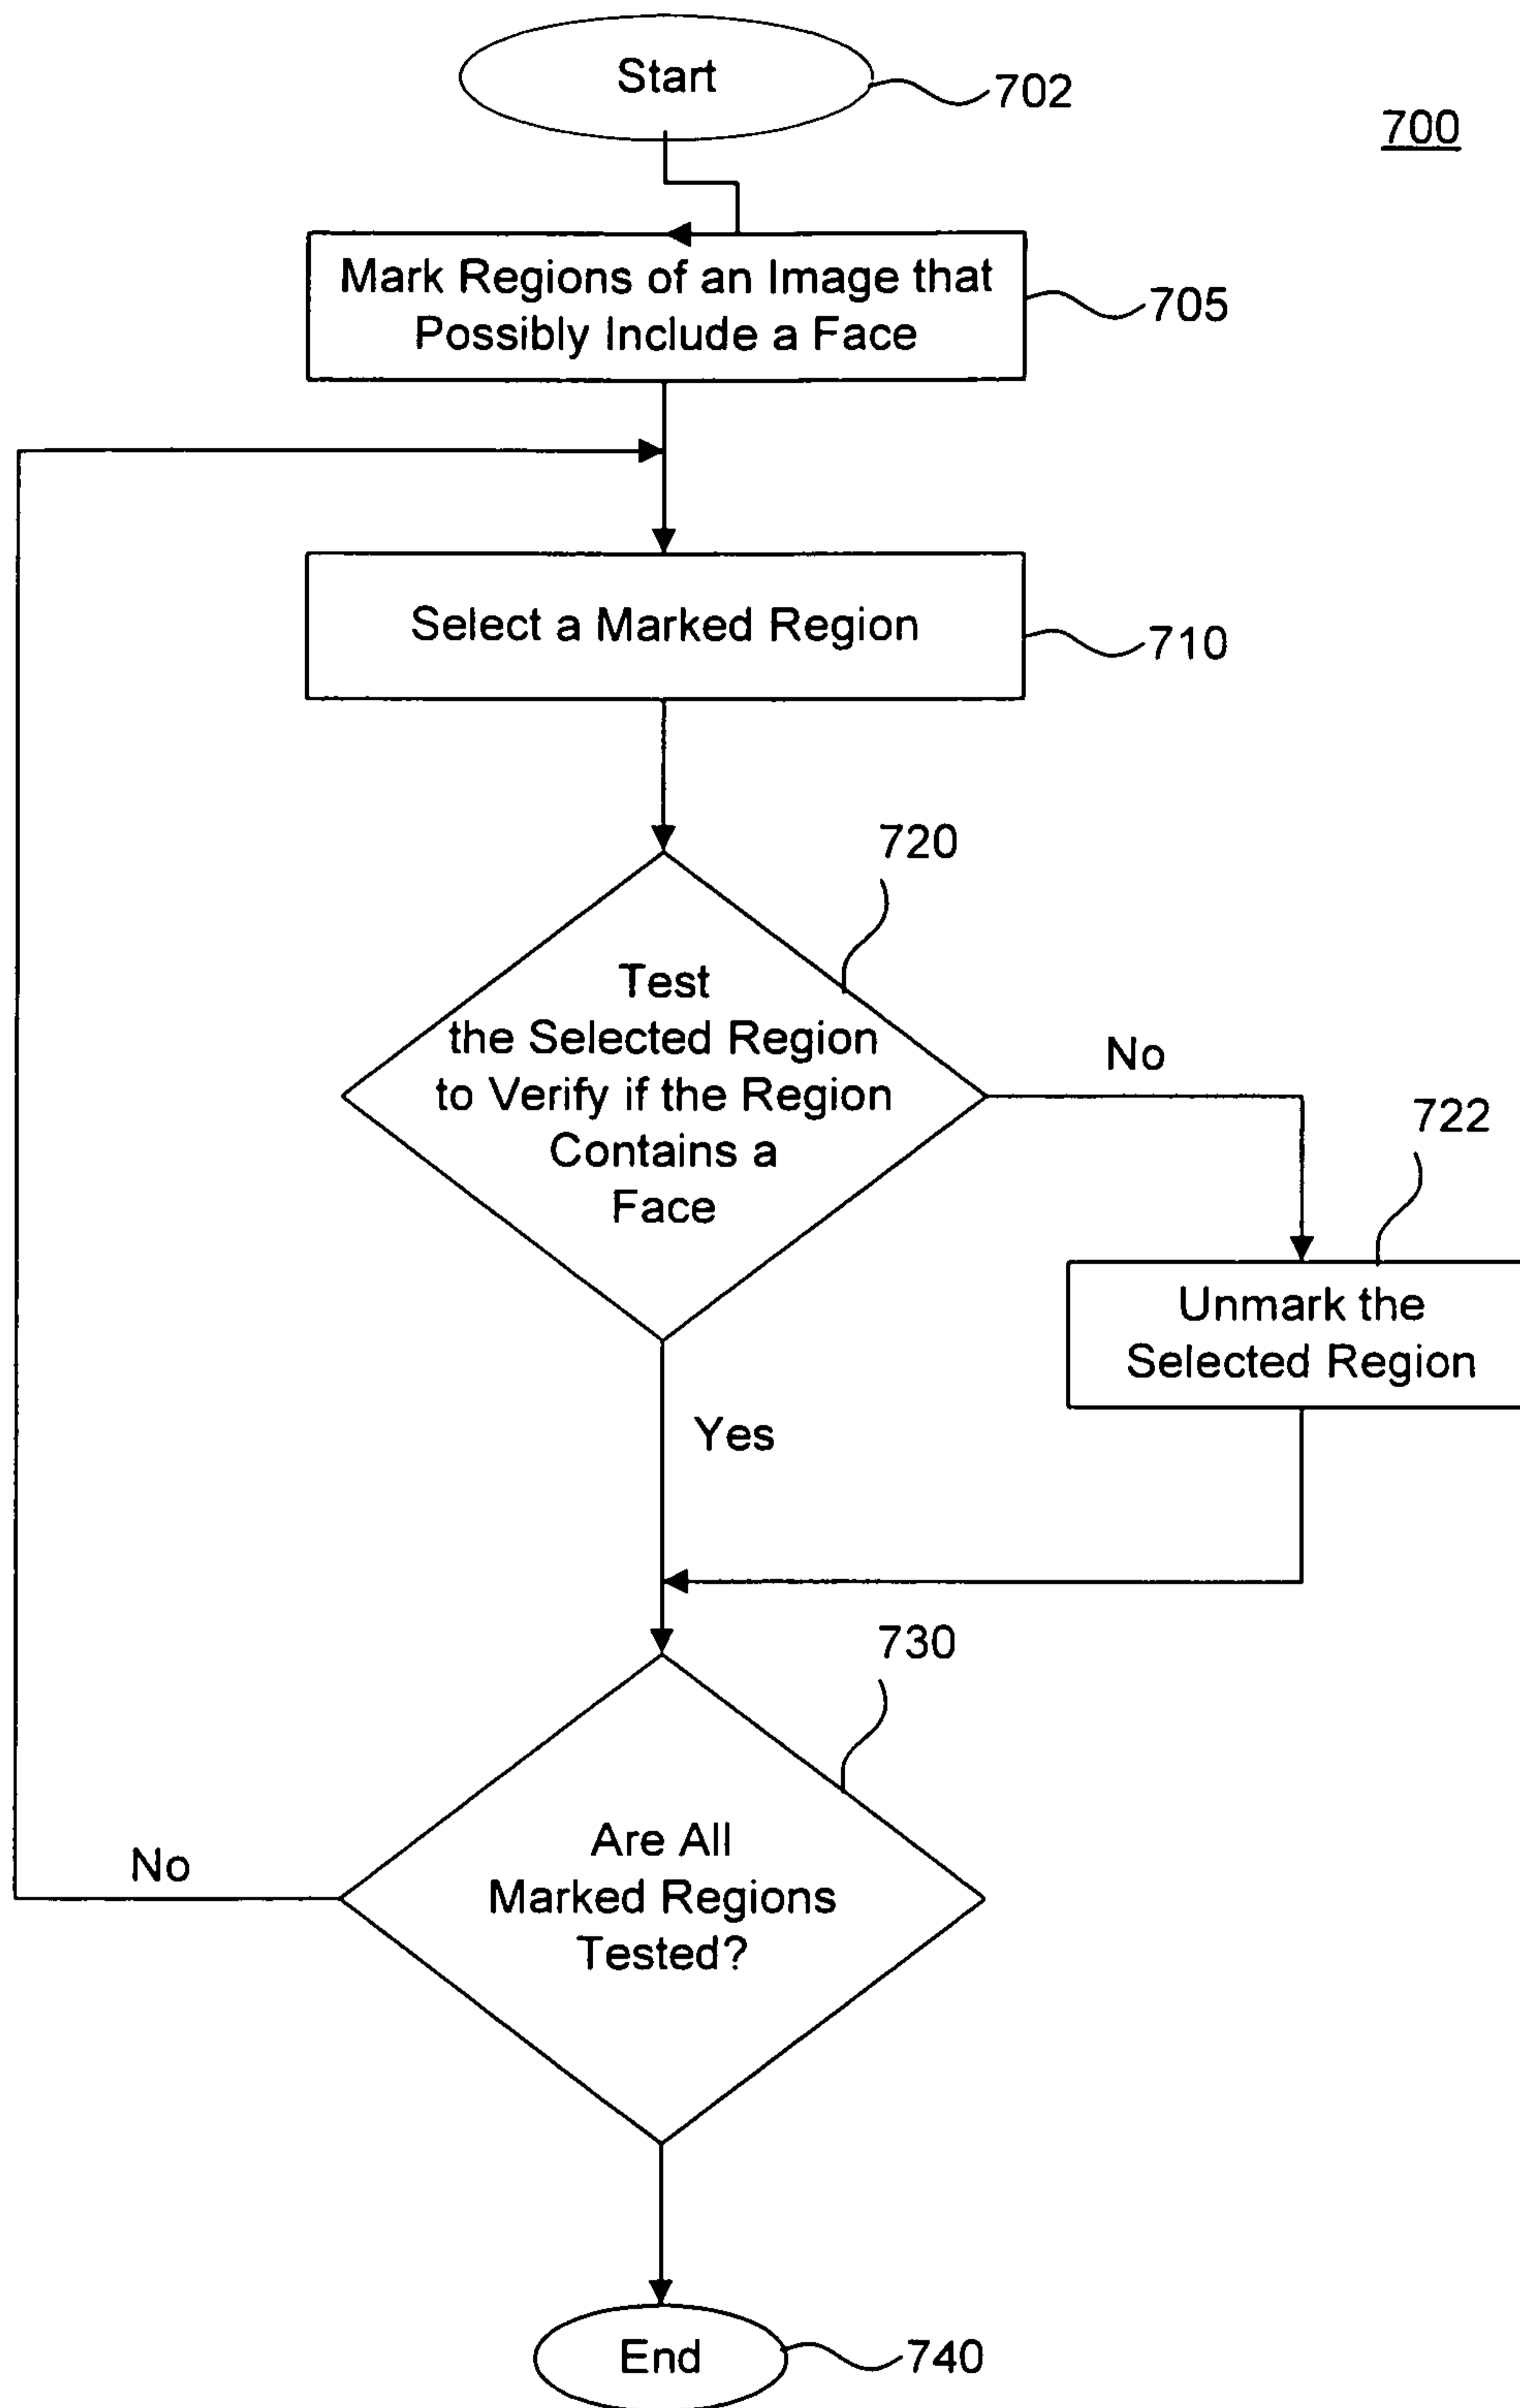 Start
702
700
Mark Regions of an Image that
Possibly Include a Face
705
Select a Marked Region
710
720
Test
the Selected Region
to Verify if the Region
Contains a
Face
No
722
Unmark the
Selected Region
Yes
730
Are All
Marked Regions
Tested?
No
End
740